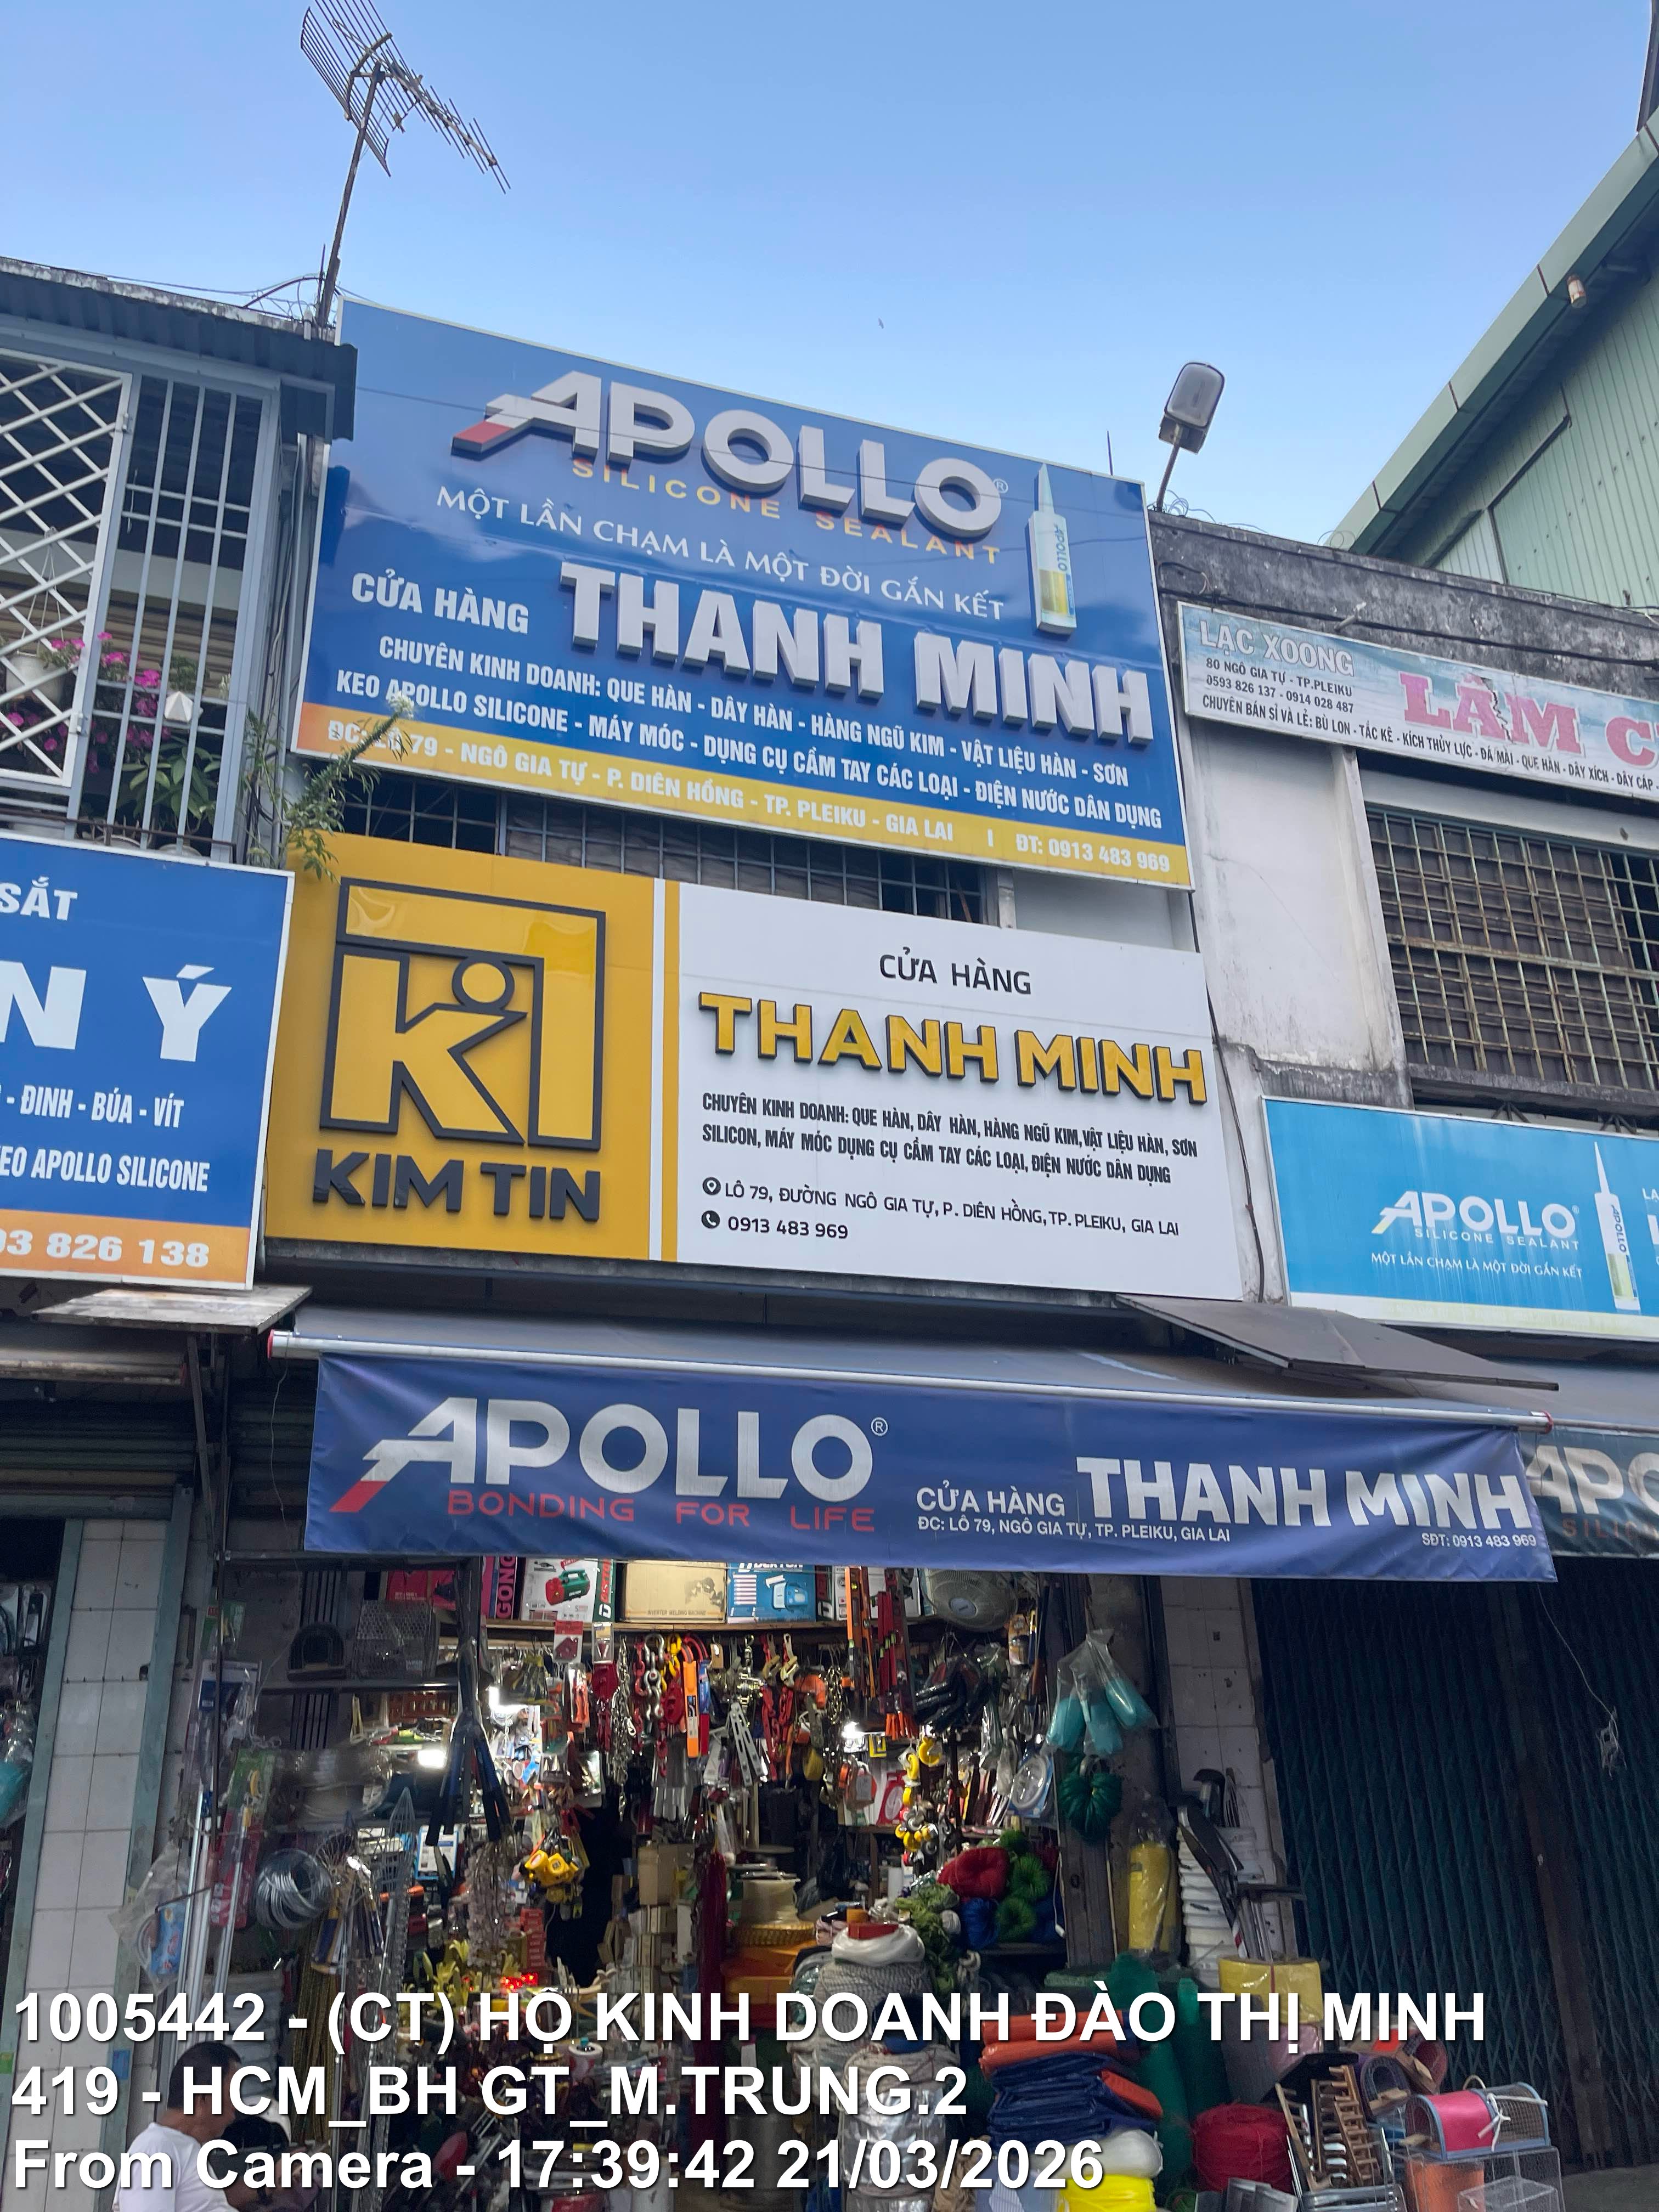 APOLLO®
SILICONE SEALANT
MỘT LẦN CHẠM LÀ MỘT ĐỜI GẮN KẾT
APOLLO
CỬA HÀNG THANH MINH
CHUYÊN KINH DOANH: QUE HÀN - DÂY HÀN - HÀNG NGŨ KIM - VẬT LIỆU HÀN - SƠN
KEO APOLLO SILICONE - MÁY MÓC - DỤNG CỤ CẦM TAY CÁC LOẠI - ĐIỆN NƯỚC DÂN DỤNG
ĐC: LÔ 79 - NGÔ GIA TỰ - P. DIÊN HỒNG - TP. PLEIKU - GIA LAI | ĐT: 0913 483 969
LẠC XOONG
80 NGÔ GIA TỰ - TP.PLEIKU
0593 826 137 - 0914 028 487
LÂM C
CHUYÊN BÁN SỈ VÀ LẺ: BÙ LON - TẮC KÊ - KÍCH THỦY LỰC - ĐÁ MÀI - QUE HÀN - DÂY XÍCH - DÂY CÁP -
SẮT
N Ý
- ĐINH - BÚA - VÍT
EO APOLLO SILICONE
93 826 138
KIM TIN
CỬA HÀNG
THANH MINH
CHUYÊN KINH DOANH: QUE HÀN, DÂY HÀN, HÀNG NGŨ KIM, VẬT LIỆU HÀN, SƠN
SILICON, MÁY MÓC DỤNG CỤ CẦM TAY CÁC LOẠI, ĐIỆN NƯỚC DÂN DỤNG
LÔ 79, ĐƯỜNG NGÔ GIA TỰ, P. DIÊN HỒNG, TP. PLEIKU, GIA LAI
0913 483 969
APOLLO
SILICONE SEALANT
MỘT LẦN CHẠM LÀ MỘT ĐỜI GẮN KẾT
APOLLO
APOLLO®
BONDING FOR LIFE
CỬA HÀNG THANH MINH
ĐC: LÔ 79, NGÔ GIA TỰ, TP. PLEIKU, GIA LAI
SĐT: 0913 483 969
APO
INVERTER WELDING MACHINE
1005442 - (CT) HỘ KINH DOANH ĐÀO THỊ MINH
419 - HCM_BH GT_M.TRUNG.2
From Camera - 17:39:42 21/03/2026